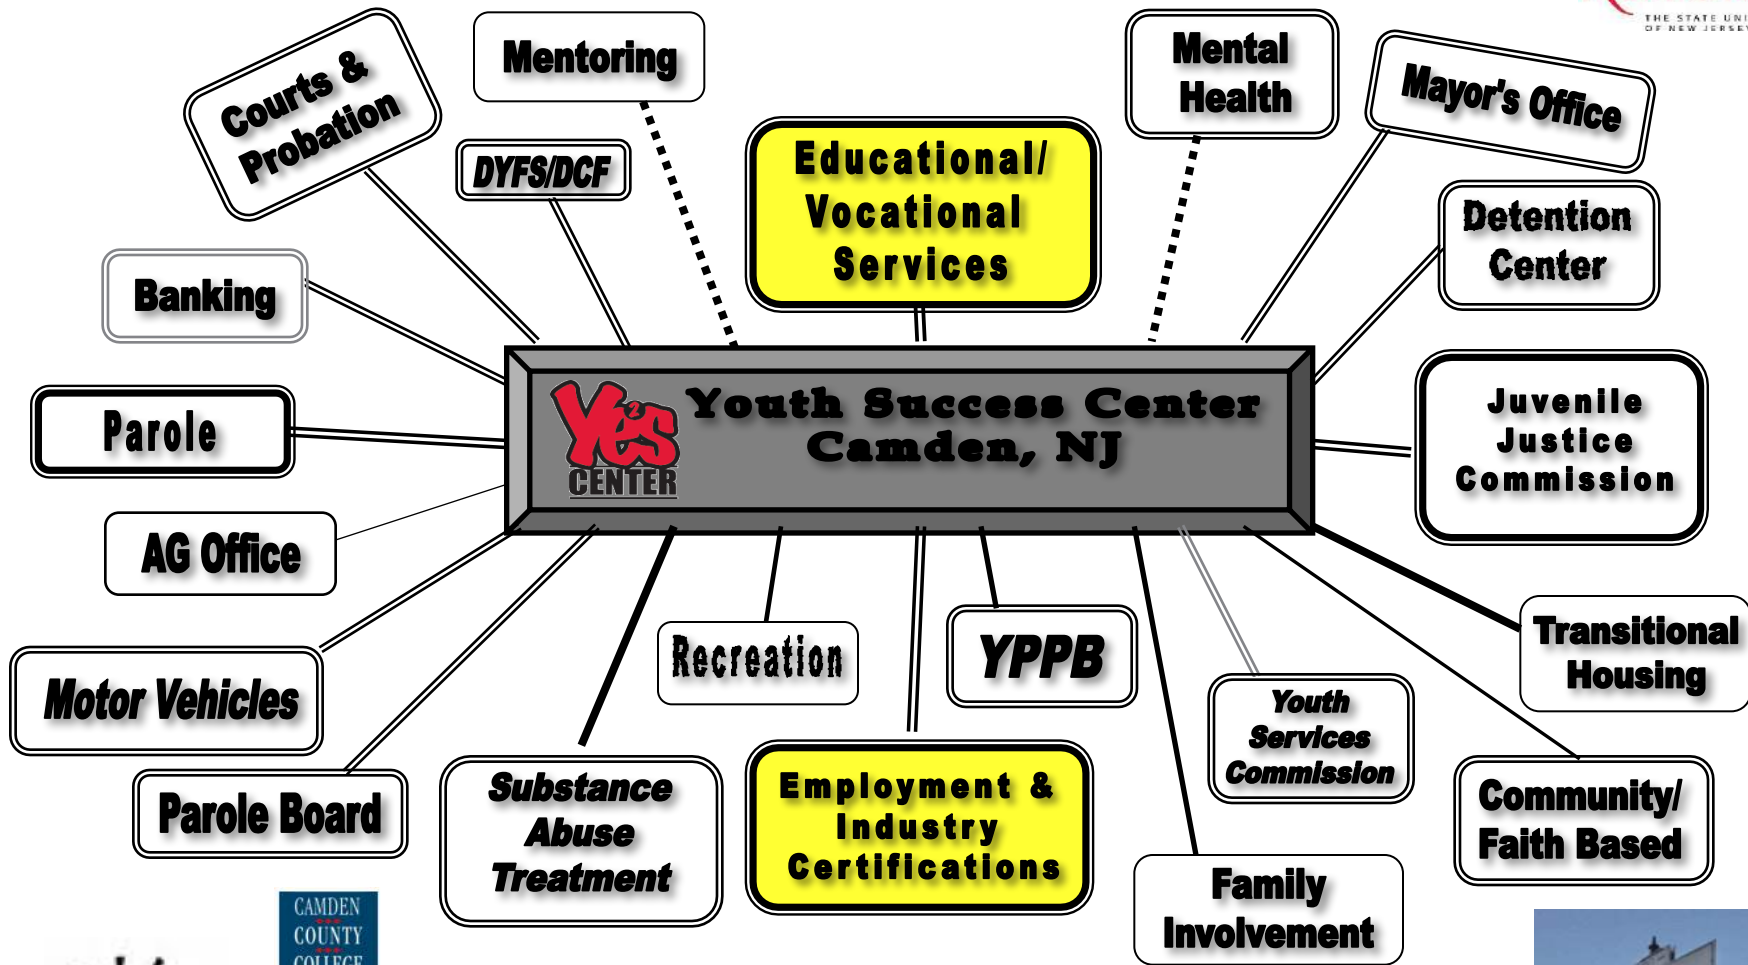 THE STATE UNI
OF NEW JERSEY
Courts &
Probation
Mentoring
Mental
Health
Mayor's Office
DYFS/DCF
Educational/
Vocational
Services
Detention
Center
Banking
Youth Success Center
Camden, NJ
Ye2s
CENTER
Parole
Juvenile
Justice
Commission
AG Office
Motor Vehicles
Recreation
YPPB
Transitional
Housing
Youth
Services
Commission
Parole Board
Substance
Abuse
Treatment
Employment &
Industry
Certifications
Community/
Faith Based
Family
Involvement
CAMDEN
COUNTY
COLLEGE